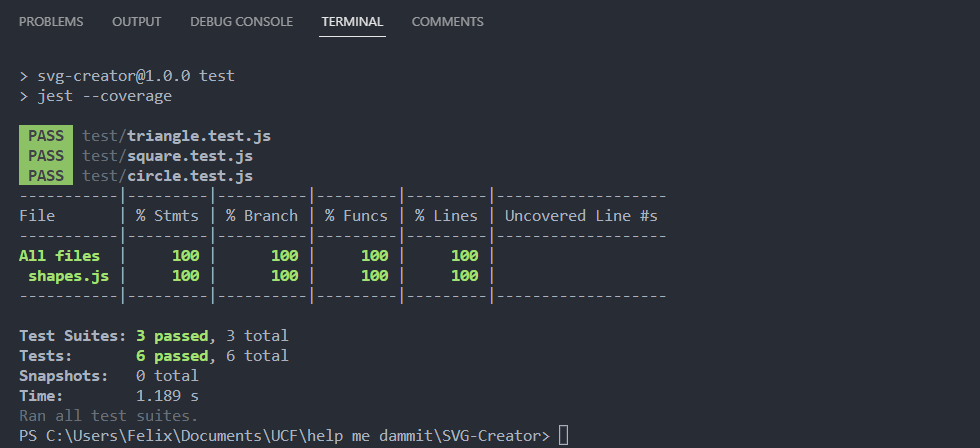 PROBLEMS OUTPUT DEBUG CONSOLE TERMINAL COMMENTS
> svg-creator@1.0.0 test
> jest --coverage
PASS test/triangle.test.js
PASS test/square.test.js
PASS test/circle.test.js
-----------|---------|----------|---------|---------|-------------------
File       | % Stmts | % Branch | % Funcs | % Lines | Uncovered Line #s
-----------|---------|----------|---------|---------|-------------------
All files  |     100 |      100 |     100 |     100 |
 shapes.js |     100 |      100 |     100 |     100 |
-----------|---------|----------|---------|---------|-------------------
Test Suites: 3 passed, 3 total
Tests:       6 passed, 6 total
Snapshots:   0 total
Time:        1.189 s
Ran all test suites.
PS C:\Users\Felix\Documents\UCF\help me dammit\SVG-Creator>